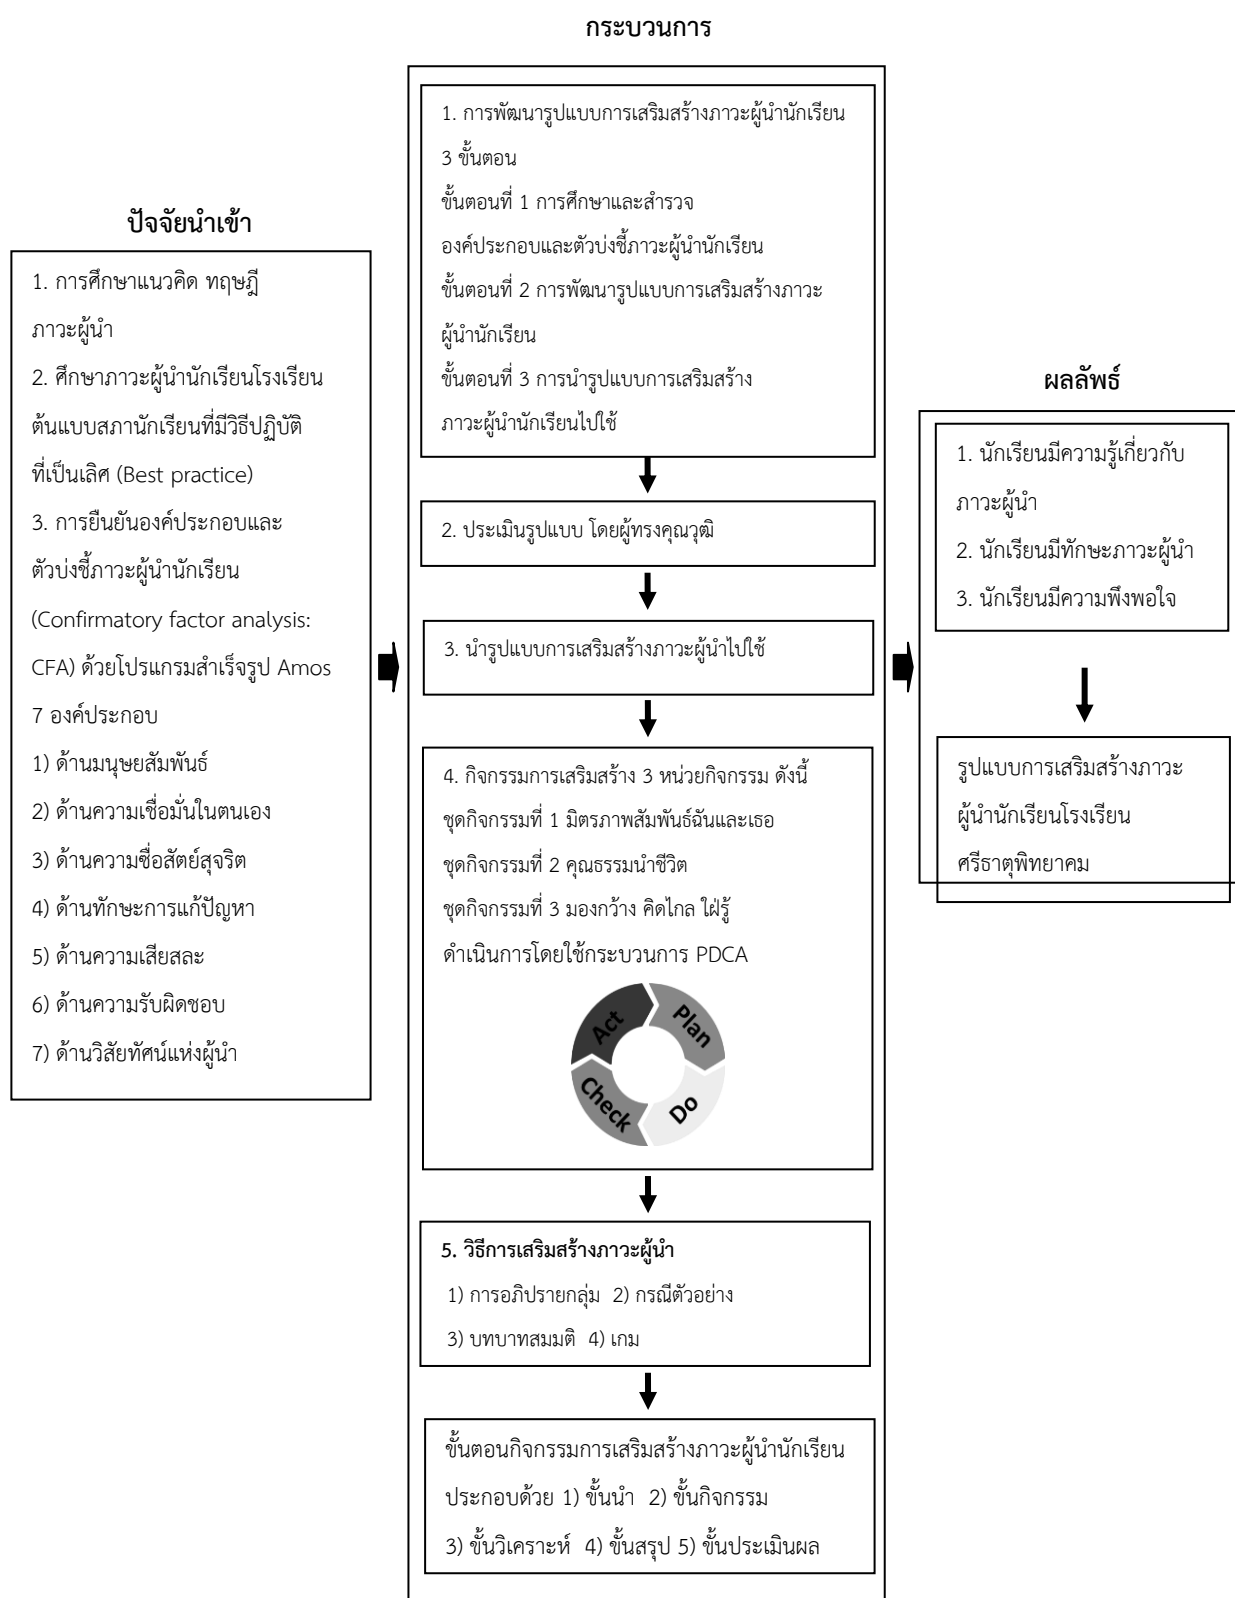 กระบวนการ
ปัจจัยนำเข้า
1. การศึกษาแนวคิด ทฤษฎี
ภาวะผู้นำ
2. ศึกษาภาวะผู้นำนักเรียนโรงเรียน
ต้นแบบสภานักเรียนที่มีวิธีปฏิบัติ
ที่เป็นเลิศ (Best practice)
3. การยืนยันองค์ประกอบและ
ตัวบ่งชี้ภาวะผู้นำนักเรียน
(Confirmatory factor analysis:
CFA) ด้วยโปรแกรมสำเร็จรูป Amos
7 องค์ประกอบ
1) ด้านมนุษยสัมพันธ์
2) ด้านความเชื่อมั่นในตนเอง
3) ด้านความซื่อสัตย์สุจริต
4) ด้านทักษะการแก้ปัญหา
5) ด้านความเสียสละ
6) ด้านความรับผิดชอบ
7) ด้านวิสัยทัศน์แห่งผู้นำ
1. การพัฒนารูปแบบการเสริมสร้างภาวะผู้นำนักเรียน
3 ขั้นตอน
ขั้นตอนที่ 1 การศึกษาและสำรวจ
องค์ประกอบและตัวบ่งชี้ภาวะผู้นำนักเรียน
ขั้นตอนที่ 2 การพัฒนารูปแบบการเสริมสร้างภาวะ
ผู้นำนักเรียน
ขั้นตอนที่ 3 การนำรูปแบบการเสริมสร้าง
ภาวะผู้นำนักเรียนไปใช้
2. ประเมินรูปแบบ โดยผู้ทรงคุณวุฒิ
3. นำรูปแบบการเสริมสร้างภาวะผู้นำไปใช้
4. กิจกรรมการเสริมสร้าง 3 หน่วยกิจกรรม ดังนี้
ชุดกิจกรรมที่ 1 มิตรภาพสัมพันธ์ฉันและเธอ
ชุดกิจกรรมที่ 2 คุณธรรมนำชีวิต
ชุดกิจกรรมที่ 3 มองกว้าง คิดไกล ใฝ่รู้
ดำเนินการโดยใช้กระบวนการ PDCA
Act
Plan
Check
Do
5. วิธีการเสริมสร้างภาวะผู้นำ
1) การอภิปรายกลุ่ม 2) กรณีตัวอย่าง
3) บทบาทสมมติ 4) เกม
ขั้นตอนกิจกรรมการเสริมสร้างภาวะผู้นำนักเรียน
ประกอบด้วย 1) ขั้นนำ 2) ขั้นกิจกรรม
3) ขั้นวิเคราะห์ 4) ขั้นสรุป 5) ขั้นประเมินผล
ผลลัพธ์
1. นักเรียนมีความรู้เกี่ยวกับ
ภาวะผู้นำ
2. นักเรียนมีทักษะภาวะผู้นำ
3. นักเรียนมีความพึงพอใจ
รูปแบบการเสริมสร้างภาวะ
ผู้นำนักเรียนโรงเรียน
ศรีธาตุพิทยาคม